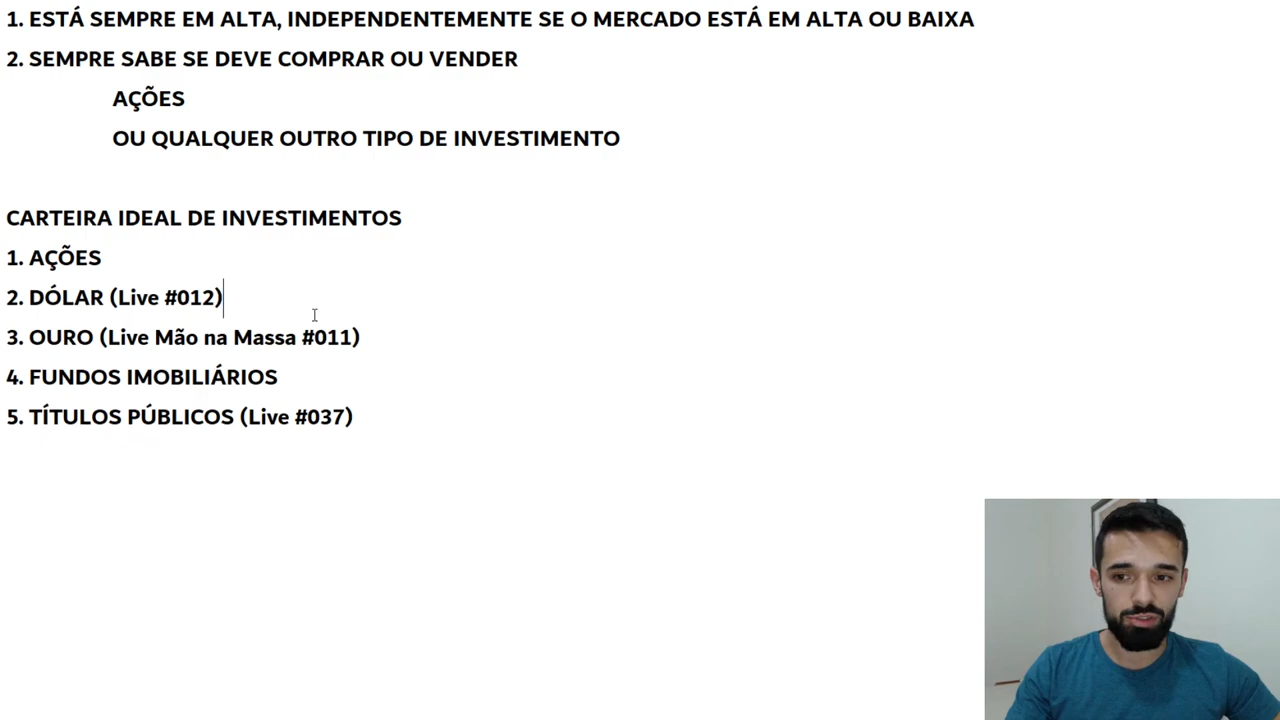 1. ESTÁ SEMPRE EM ALTA, INDEPENDENTEMENTE SE O MERCADO ESTÁ EM ALTA OU BAIXA
2. SEMPRE SABE SE DEVE COMPRAR OU VENDER
AÇÕES
OU QUALQUER OUTRO TIPO DE INVESTIMENTO
CARTEIRA IDEAL DE INVESTIMENTOS
1. AÇÕES
2. DÓLAR (Live #012)
3. OURO (Live Mão na Massa #011)
4. FUNDOS IMOBILIÁRIOS
5. TÍTULOS PÚBLICOS (Live #037)